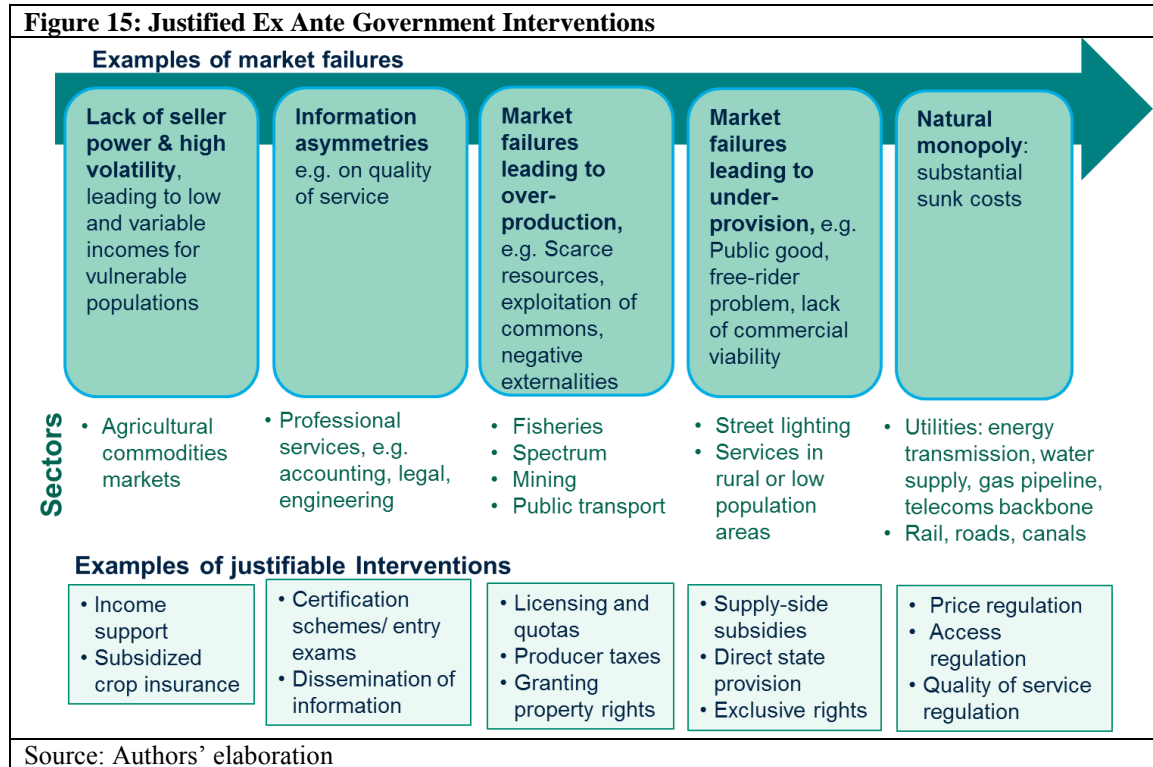 Figure 15: Justified Ex Ante Government Interventions
Examples of market failures
Lack of seller
power & high
volatility,
leading to low
and variable
incomes for
vulnerable
populations
Information
asymmetries
e.g. on quality
of service
Market
failures
leading to
over-
production,
e.g. Scarce
resources,
exploitation of
commons,
negative
externalities
Market
failures
leading to
under-
provision, e.g.
Public good,
free-rider
problem, lack
of commercial
viability
Natural
monopoly:
substantial
sunk costs
Sectors
• Agricultural
commodities
markets
• Professional
services, e.g.
accounting, legal,
engineering
• Fisheries
• Spectrum
• Mining
• Public transport
• Street lighting
• Services in
rural or low
population
areas
• Utilities: energy
transmission, water
supply, gas pipeline,
telecoms backbone
• Rail, roads, canals
Examples of justifiable Interventions
• Income
support
• Subsidized
crop insurance
• Certification
schemes/ entry
exams
• Dissemination of
information
• Licensing and
quotas
• Producer taxes
• Granting
property rights
• Supply-side
subsidies
• Direct state
provision
• Exclusive rights
• Price regulation
• Access
regulation
• Quality of service
regulation
Source: Authors’ elaboration